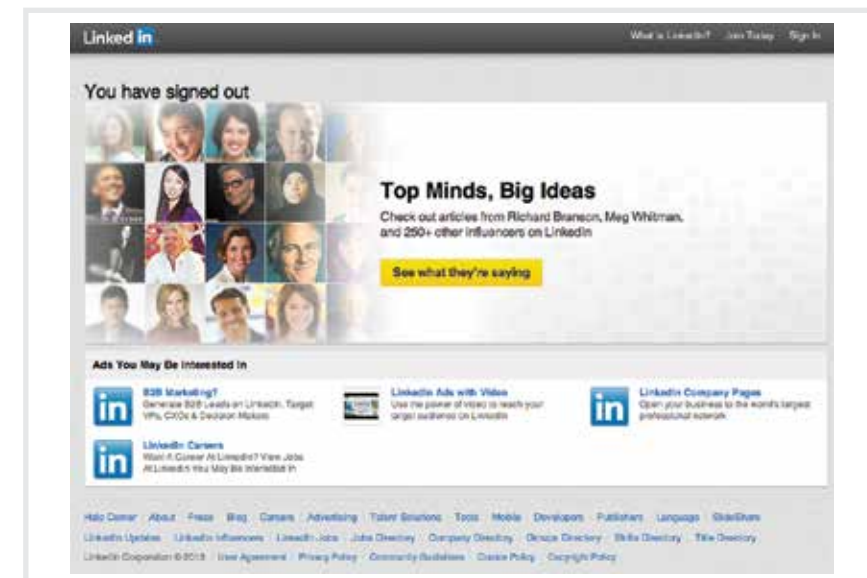 Linked in
What is LinkedIn? Join Today Sign In
You have signed out
Top Minds, Big Ideas
Check out articles from Richard Branson, Meg Whitman,
and 250+ other influencers on LinkedIn
See what they're saying
Ads You May Be Interested In
B2B Marketing?
Generate B2B Leads on LinkedIn. Target
VPs, CXOs & Decision Makers
LinkedIn Ads with Video
Use the power of video to reach your
target audience on LinkedIn
LinkedIn Company Pages
Open your business to the world's largest
professional network
LinkedIn Careers
Want A Career At LinkedIn? View Jobs
At LinkedIn You May Be Interested In
Help Center About Press Blog Careers Advertising Talent Solutions Tools Mobile Developers Publishers Language SlideShare
LinkedIn Updates LinkedIn Influencers LinkedIn Jobs Jobs Directory Company Directory Groups Directory Skills Directory Title Directory
LinkedIn Corporation © 2013 User Agreement Privacy Policy Community Guidelines Cookie Policy Copyright Policy